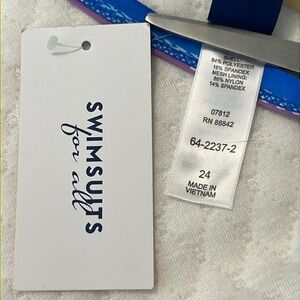 SWIMSUITS
for all
SHELL:
84% POLYESTER
16% SPANDEX
MESH LINING:
86% NYLON
14% SPANDEX
07812
RN 88842
64-2237-2
24
MADE IN
VIETNAM